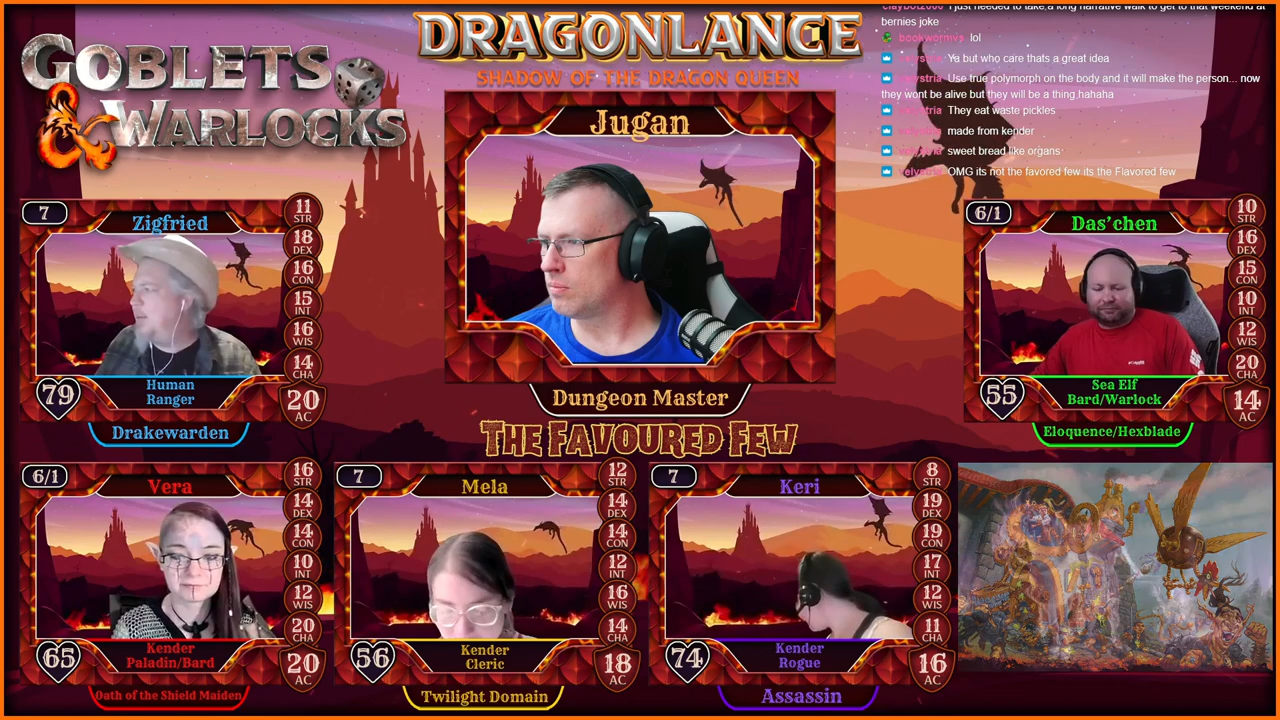 GOBLETS
& WARLOCKS
DRAGONLANCE
SHADOW OF THE DRAGON QUEEN
I just needed to take a long narrative walk to get to that weekend at
bernies joke
bookwormvs lol
Ya but who care thats a great idea
Use true polymorph on the body and it will make the person... now
they wont be alive but they will be a thing,hahaha
They eat waste pickles
made from kender
sweet bread like organs
OMG its not the favored few its the Flavored few
Jugan
Dungeon Master
7
Zigfried
11 STR
18 DEX
16 CON
15 INT
16 WIS
14 CHA
20 AC
79
Human
Ranger
Drakewarden
6/1
Das'chen
10 STR
16 DEX
15 CON
10 INT
12 WIS
20 CHA
14 AC
55
Sea Elf
Bard/Warlock
Eloquence/Hexblade
THE FAVOURED FEW
6/1
Vera
16 STR
14 DEX
14 CON
10 INT
12 WIS
20 CHA
20 AC
65
Kender
Paladin/Bard
Oath of the Shield Maiden
7
Mela
12 STR
14 DEX
14 CON
12 INT
16 WIS
14 CHA
18 AC
56
Kender
Cleric
Twilight Domain
7
Keri
8 STR
19 DEX
19 CON
17 INT
12 WIS
11 CHA
16 AC
74
Kender
Rogue
Assassin